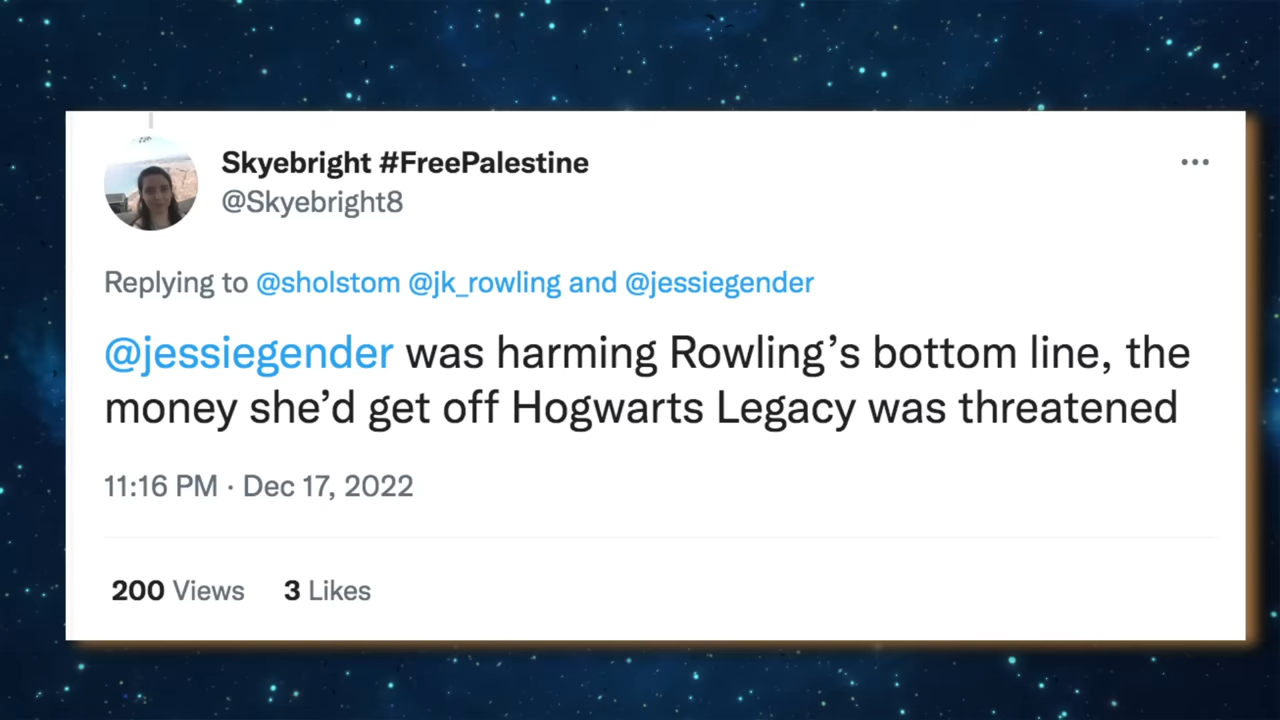 Skyebright #FreePalestine
@Skyebright8
Replying to @sholstom @jk_rowling and @jessiegender
@jessiegender was harming Rowling’s bottom line, the
money she’d get off Hogwarts Legacy was threatened
11:16 PM · Dec 17, 2022
200 Views 3 Likes